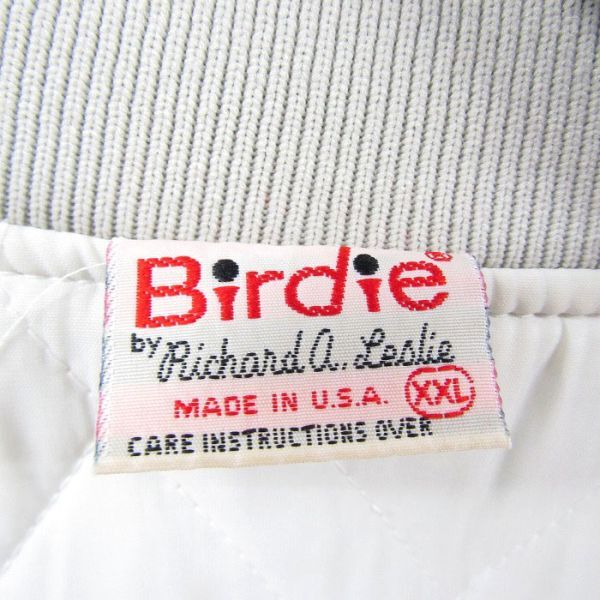 Birdie®
by Richard A. Leslie
MADE IN U.S.A. XXL
CARE INSTRUCTIONS OVER